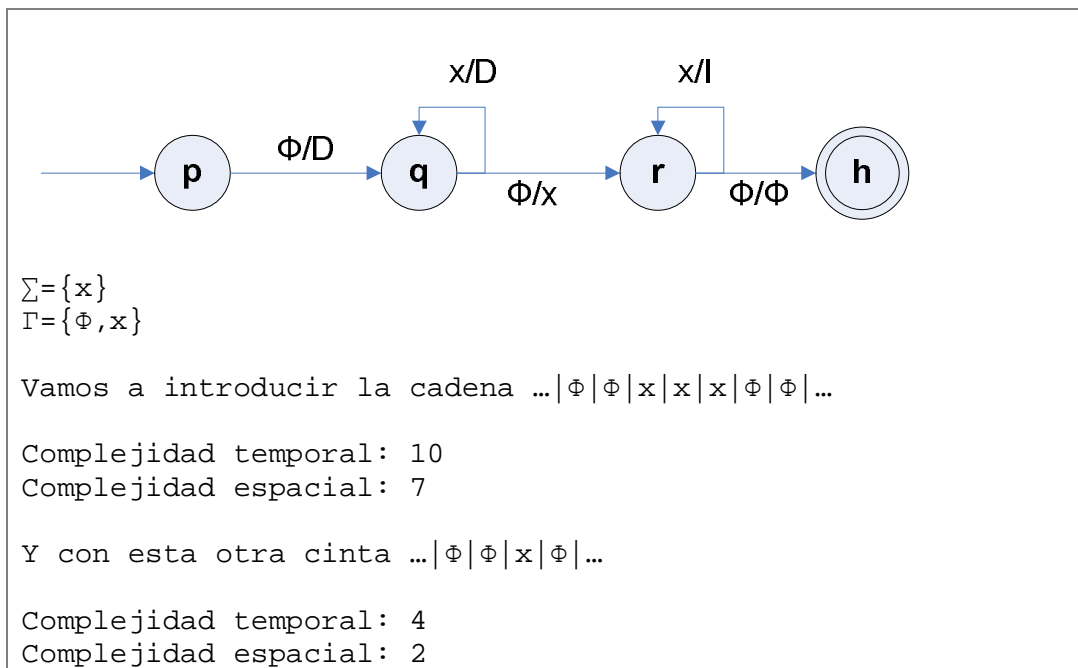 x/D
x/I
p
Φ/D
q
Φ/x
r
Φ/Φ
h
∑={x}
Γ={Φ,x}
Vamos a introducir la cadena …|Φ|Φ|x|x|x|Φ|Φ|…
Complejidad temporal: 10
Complejidad espacial: 7
Y con esta otra cinta …|Φ|Φ|x|Φ|…
Complejidad temporal: 4
Complejidad espacial: 2